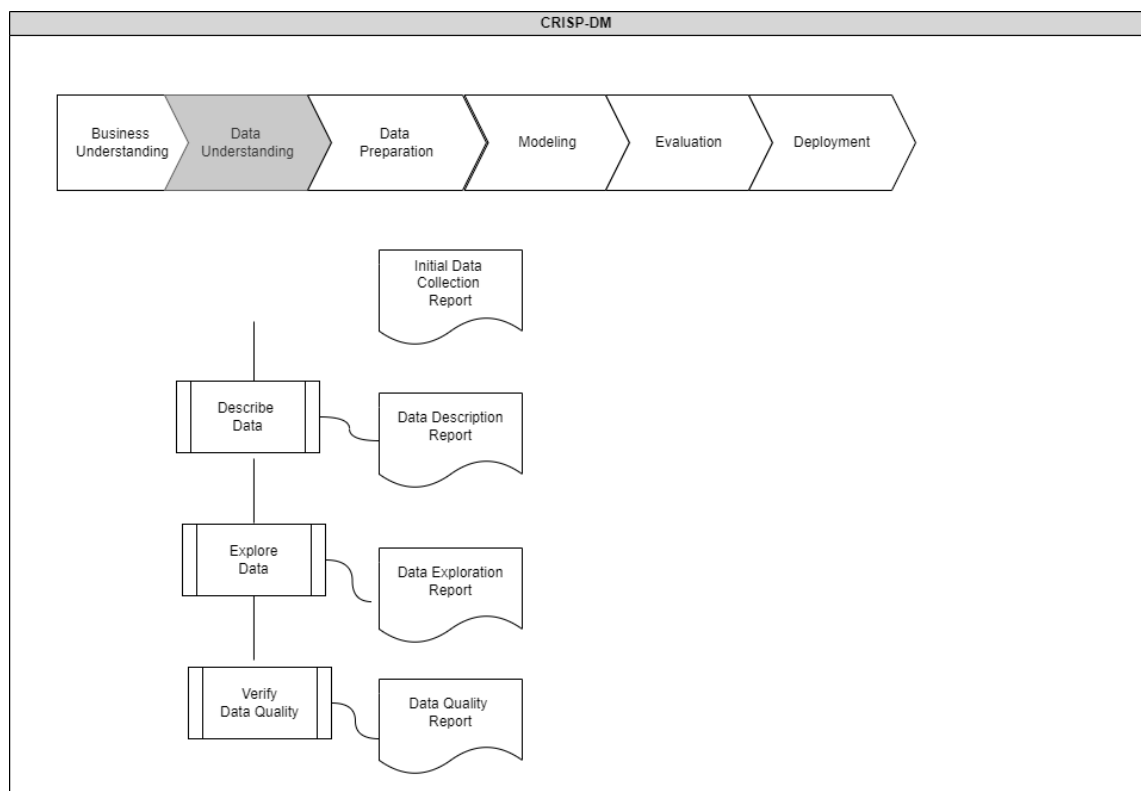 CRISP-DM
Business
Understanding
Data
Understanding
Data
Preparation
Modeling
Evaluation
Deployment
Initial Data
Collection
Report
Describe
Data
Data Description
Report
Explore
Data
Data Exploration
Report
Verify
Data Quality
Data Quality
Report